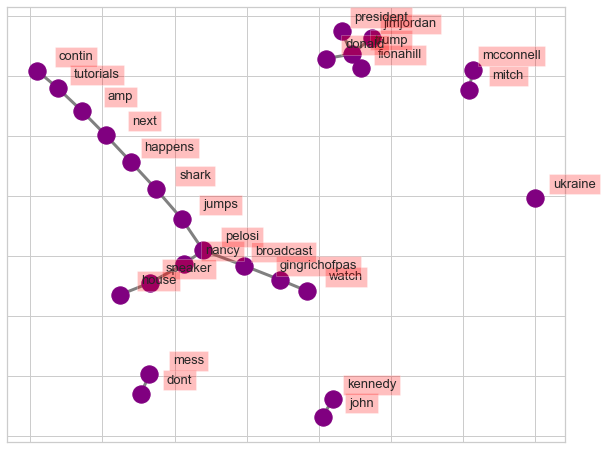 president
jimjordan
donald
trump
fionahill
contin
tutorials
amp
next
happens
shark
jumps
pelosi
nancy
broadcast
speaker
gingrichofpas
house
watch
mcconnell
mitch
ukraine
mess
dont
kennedy
john